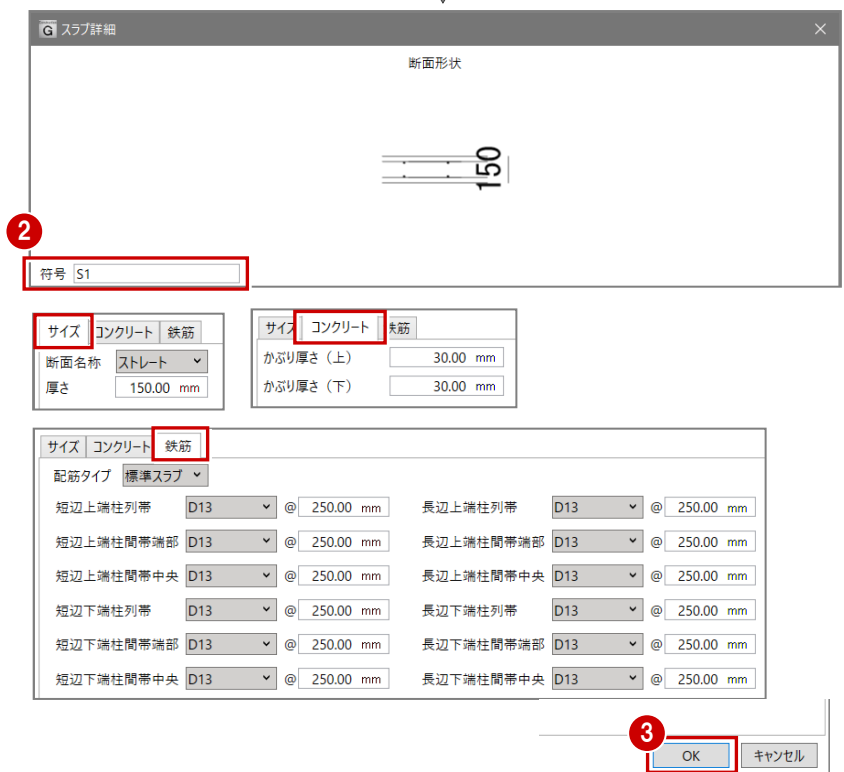 G スラブ詳細
断面形状
150
2
符号 S1
サイズ コンクリート 鉄筋
断面名称 ストレート
厚さ 150.00 mm
サイズ コンクリート 鉄筋
かぶり厚さ（上） 30.00 mm
かぶり厚さ（下） 30.00 mm
サイズ コンクリート 鉄筋
配筋タイプ 標準スラブ
短辺上端柱列帯 D13 @ 250.00 mm 長辺上端柱列帯 D13 @ 250.00 mm
短辺上端柱間帯端部 D13 @ 250.00 mm 長辺上端柱間帯端部 D13 @ 250.00 mm
短辺上端柱間帯中央 D13 @ 250.00 mm 長辺上端柱間帯中央 D13 @ 250.00 mm
短辺下端柱列帯 D13 @ 250.00 mm 長辺下端柱列帯 D13 @ 250.00 mm
短辺下端柱間帯端部 D13 @ 250.00 mm 長辺下端柱間帯端部 D13 @ 250.00 mm
短辺下端柱間帯中央 D13 @ 250.00 mm 長辺下端柱間帯中央 D13 @ 250.00 mm
3
OK キャンセル